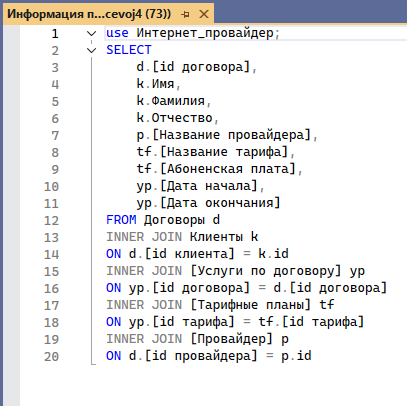 Информация п...cevoj4 (73))
1 use Интернет_провайдер;
2 SELECT
3 d.[id договора],
4 k.Имя,
5 k.Фамилия,
6 k.Отчество,
7 p.[Название провайдера],
8 tf.[Название тарифа],
9 tf.[Абоненская плата],
10 yp.[Дата начала],
11 yp.[Дата окончания]
12 FROM Договоры d
13 INNER JOIN Клиенты k
14 ON d.[id клиента] = k.id
15 INNER JOIN [Услуги по договору] yp
16 ON yp.[id договора] = d.[id договора]
17 INNER JOIN [Тарифные планы] tf
18 ON yp.[id тарифа] = tf.[id тарифа]
19 INNER JOIN [Провайдер] p
20 ON d.[id провайдера] = p.id